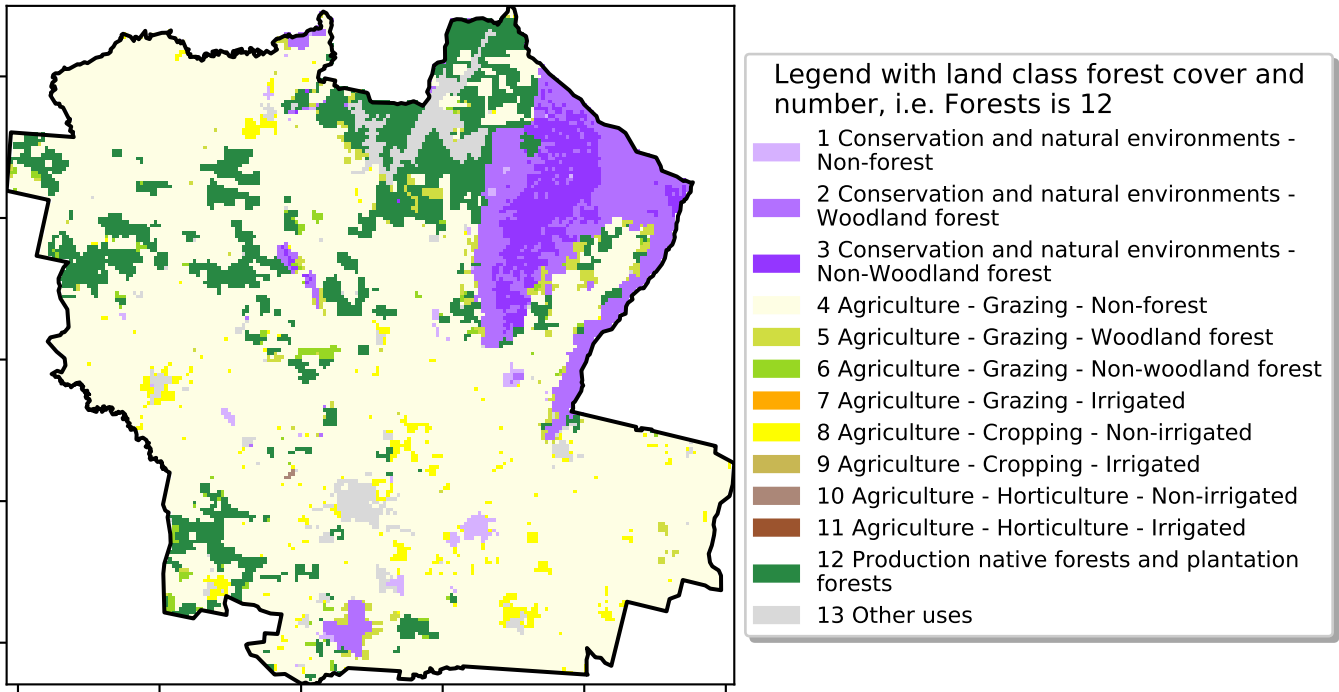 Legend with land class forest cover and
number, i.e. Forests is 12
1 Conservation and natural environments -
Non-forest
2 Conservation and natural environments -
Woodland forest
3 Conservation and natural environments -
Non-Woodland forest
4 Agriculture - Grazing - Non-forest
5 Agriculture - Grazing - Woodland forest
6 Agriculture - Grazing - Non-woodland forest
7 Agriculture - Grazing - Irrigated
8 Agriculture - Cropping - Non-irrigated
9 Agriculture - Cropping - Irrigated
10 Agriculture - Horticulture - Non-irrigated
11 Agriculture - Horticulture - Irrigated
12 Production native forests and plantation
forests
13 Other uses